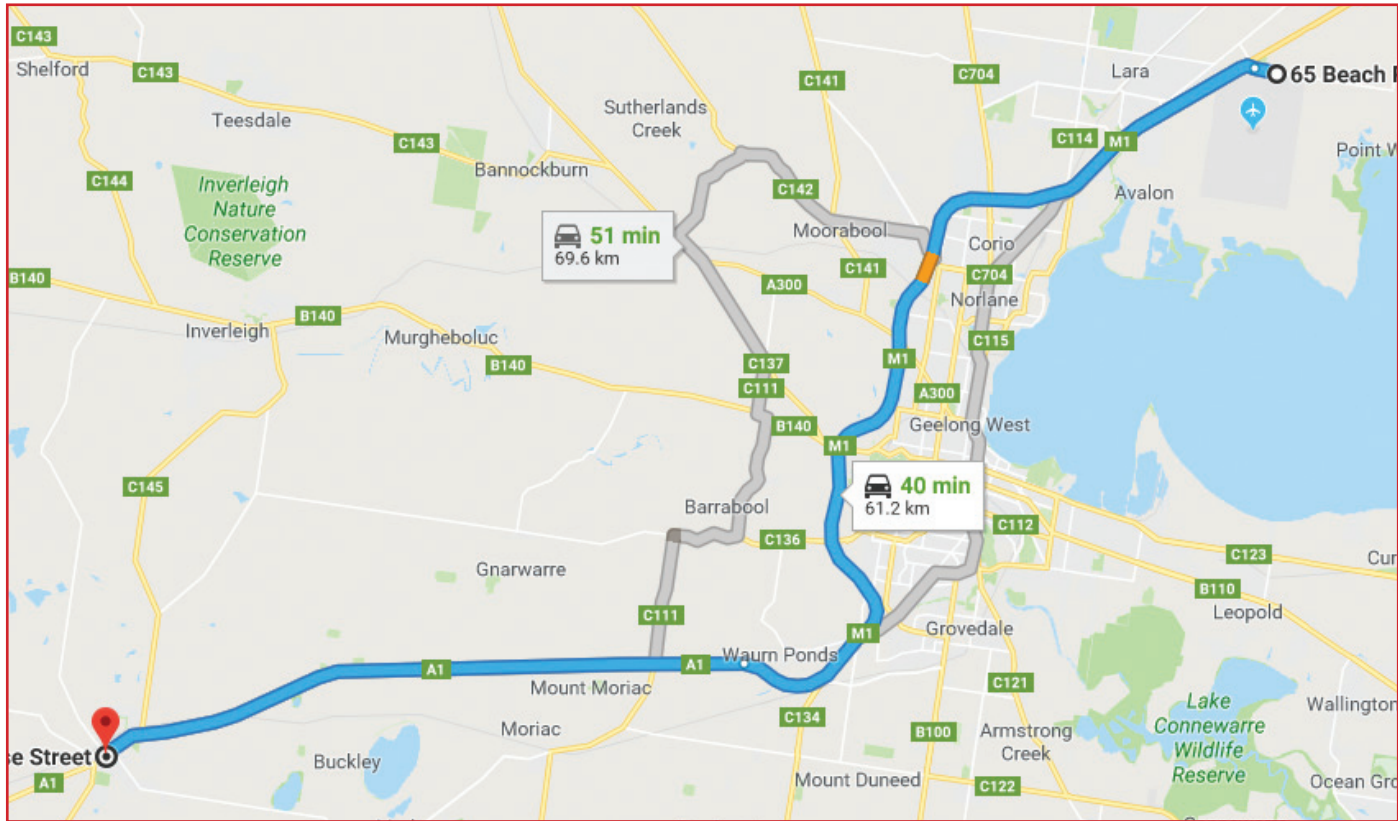 C143
Shelford
C143
Teesdale
C144
C143
Bannockburn
Sutherlands
Creek
C141
C704
Lara
65 Beach
C114
M1
Point W
Avalon
Inverleigh
Nature
Conservation
Reserve
C142
51 min
69.6 km
Moorabool
Corio
C141
C704
A300
Norlane
B140
B140
Inverleigh
Murgheboluc
C115
M1
B140
C137
C111
A300
B140
Geelong West
M1
40 min
61.2 km
C145
Barrabool
C136
C112
C123
Cur
Gnarwarre
B110
Leopold
C111
M1
Grovedale
Waurn Ponds
A1
A1
Mount Moriac
C121
C134
Moriac
B100
Armstrong
Creek
Lake
Connewarre
Wildlife
Reserve
Wallington
se Street
A1
Buckley
Mount Duneed
C122
Ocean Gro